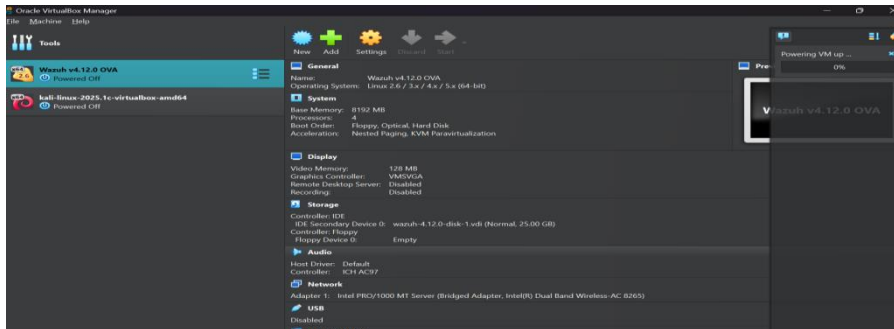 Oracle VirtualBox Manager
File Machine Help
Tools
New Add Settings Discard Start
Wazuh v4.12.0 OVA
Powered Off
kali-linux-2025.1c-virtualbox-amd64
Powered Off
General
Name: Wazuh v4.12.0 OVA
Operating System: Linux 2.6 / 3.x / 4.x / 5.x (64-bit)
System
Base Memory: 8192 MB
Processors: 4
Boot Order: Floppy, Optical, Hard Disk
Acceleration: Nested Paging, KVM Paravirtualization
Display
Video Memory: 128 MB
Graphics Controller: VMSVGA
Remote Desktop Server: Disabled
Recording: Disabled
Storage
Controller: IDE
IDE Secondary Device 0: wazuh-4.12.0-disk-1.vdi (Normal, 25.00 GB)
Controller: Floppy
Floppy Device 0: Empty
Audio
Host Driver: Default
Controller: ICH AC97
Network
Adapter 1: Intel PRO/1000 MT Server (Bridged Adapter, Intel(R) Dual Band Wireless-AC 8265)
USB
Disabled
Pre
Wazuh v4.12.0 OVA
Powering VM up ...
0%